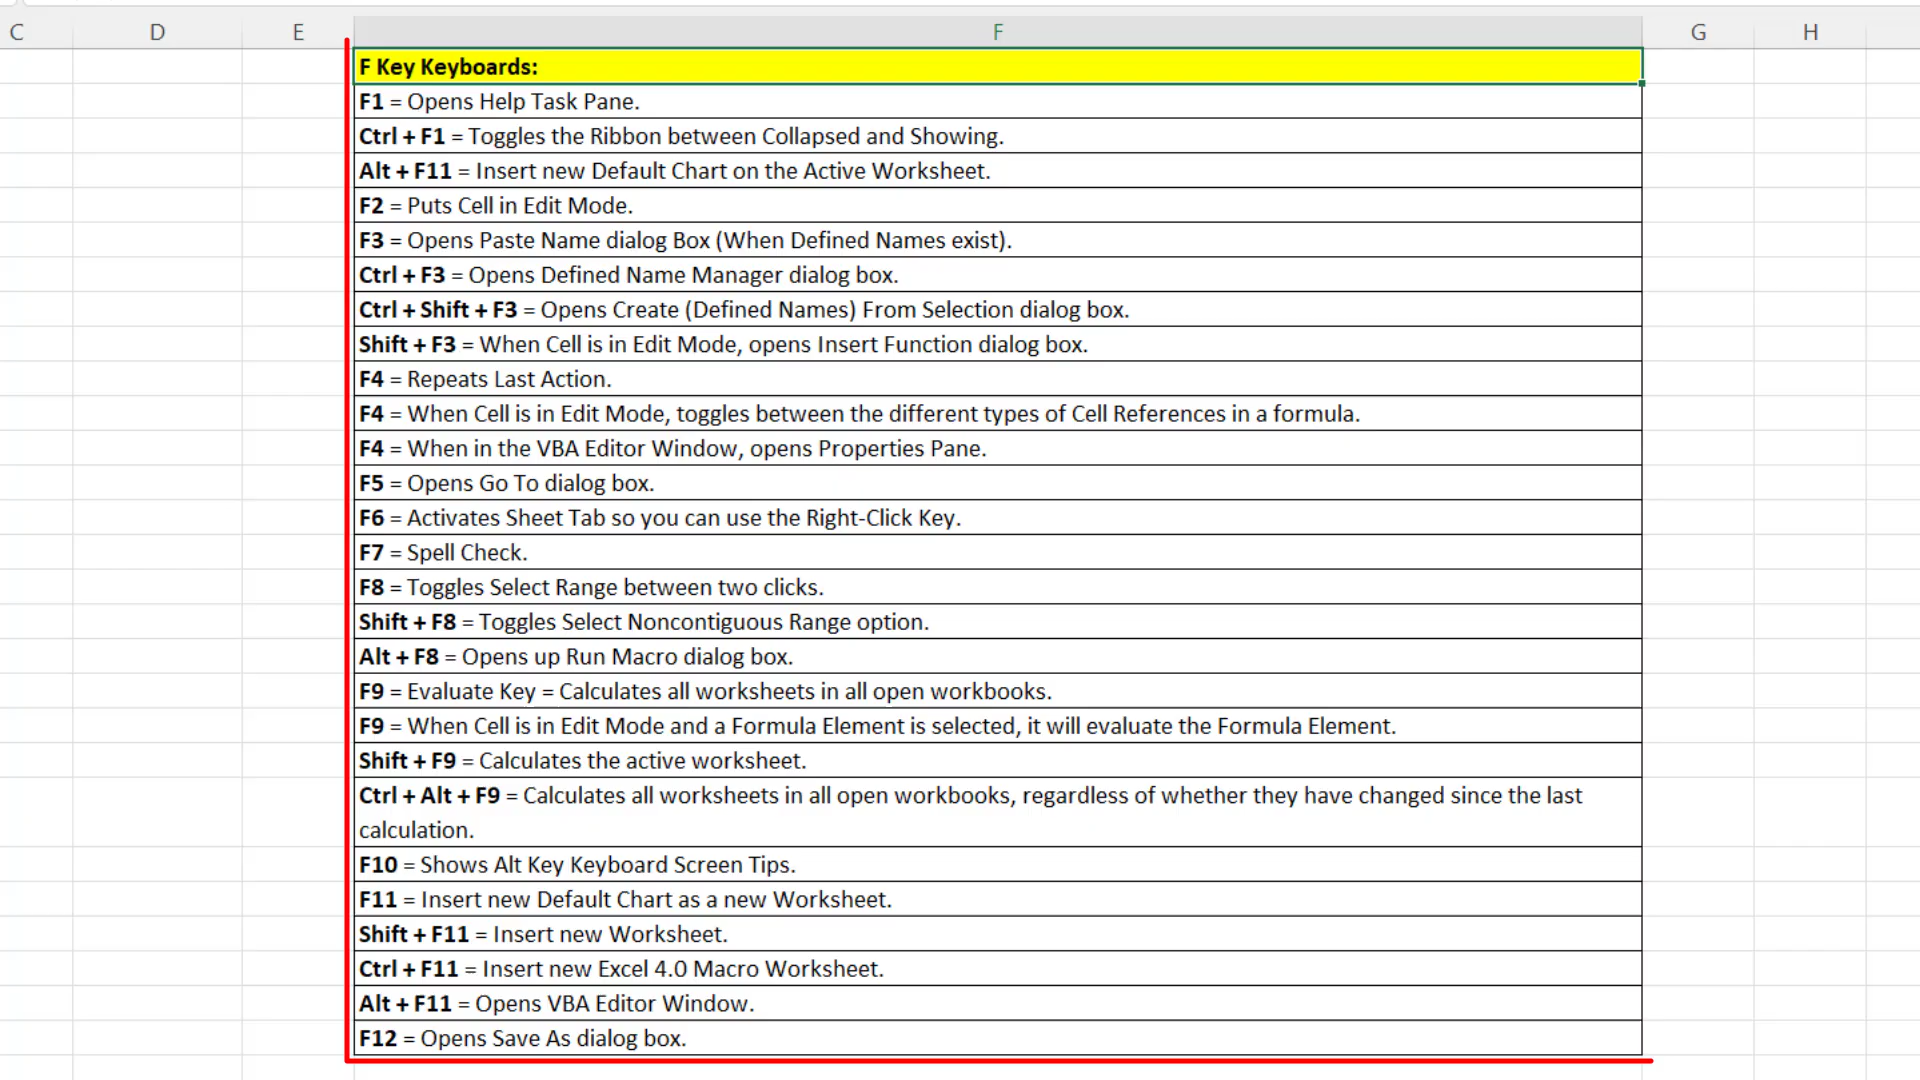 C D E F G H
F Key Keyboards:
F1 = Opens Help Task Pane.
Ctrl + F1 = Toggles the Ribbon between Collapsed and Showing.
Alt + F11 = Insert new Default Chart on the Active Worksheet.
F2 = Puts Cell in Edit Mode.
F3 = Opens Paste Name dialog Box (When Defined Names exist).
Ctrl + F3 = Opens Defined Name Manager dialog box.
Ctrl + Shift + F3 = Opens Create (Defined Names) From Selection dialog box.
Shift + F3 = When Cell is in Edit Mode, opens Insert Function dialog box.
F4 = Repeats Last Action.
F4 = When Cell is in Edit Mode, toggles between the different types of Cell References in a formula.
F4 = When in the VBA Editor Window, opens Properties Pane.
F5 = Opens Go To dialog box.
F6 = Activates Sheet Tab so you can use the Right-Click Key.
F7 = Spell Check.
F8 = Toggles Select Range between two clicks.
Shift + F8 = Toggles Select Noncontiguous Range option.
Alt + F8 = Opens up Run Macro dialog box.
F9 = Evaluate Key = Calculates all worksheets in all open workbooks.
F9 = When Cell is in Edit Mode and a Formula Element is selected, it will evaluate the Formula Element.
Shift + F9 = Calculates the active worksheet.
Ctrl + Alt + F9 = Calculates all worksheets in all open workbooks, regardless of whether they have changed since the last
calculation.
F10 = Shows Alt Key Keyboard Screen Tips.
F11 = Insert new Default Chart as a new Worksheet.
Shift + F11 = Insert new Worksheet.
Ctrl + F11 = Insert new Excel 4.0 Macro Worksheet.
Alt + F11 = Opens VBA Editor Window.
F12 = Opens Save As dialog box.